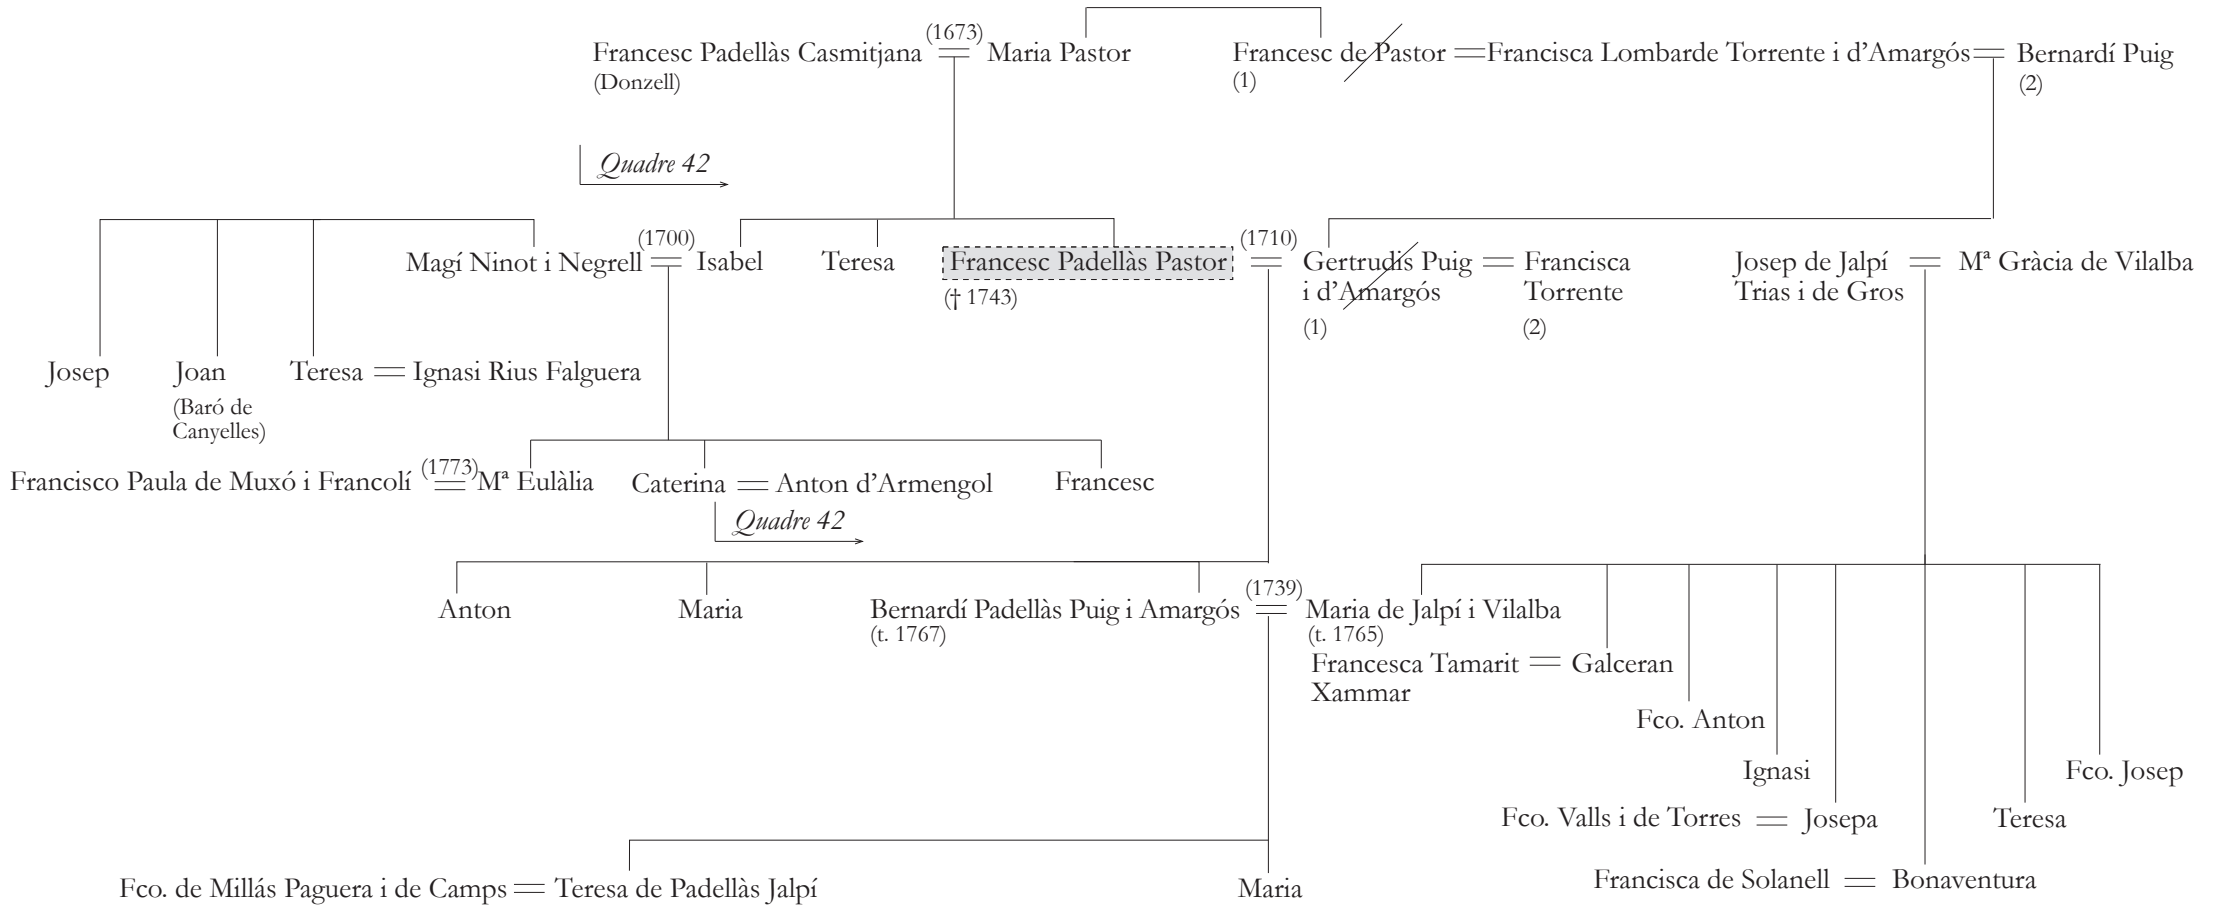 (1673)
Francesc Padellàs Casmitjana
Maria Pastor
Francesc de Pastor
Francisca Lombarde Torrente i d'Amargós
Bernardí Puig
(Donzell)
(1)
(2)
Quadre 42
(1700)
(1710)
Magí Ninot i Negrell
Isabel
Teresa
Francesc Padellàs Pastor
Gertrudis Puig
i d'Amargós
Francisca
Torrente
Josep de Jalpí
Trias i de Gros
Mª Gràcia de Vilalba
(† 1743)
(1)
(2)
Josep
Joan
Teresa
Ignasi Rius Falguera
(Baró de
Canyelles)
(1773)
Francisco Paula de Muxó i Francolí
Mª Eulàlia
Caterina
Anton d'Armengol
Francesc
Quadre 42
(1739)
Anton
Maria
Bernardí Padellàs Puig i Amargós
Maria de Jalpí i Vilalba
(t. 1767)
(t. 1765)
Francesca Tamarit
Xammar
Galceran
Fco. Anton
Ignasi
Fco. Josep
Fco. Valls i de Torres
Josepa
Teresa
Francisca de Solanell
Bonaventura
Fco. de Millás Paguera i de Camps
Teresa de Padellàs Jalpí
Maria